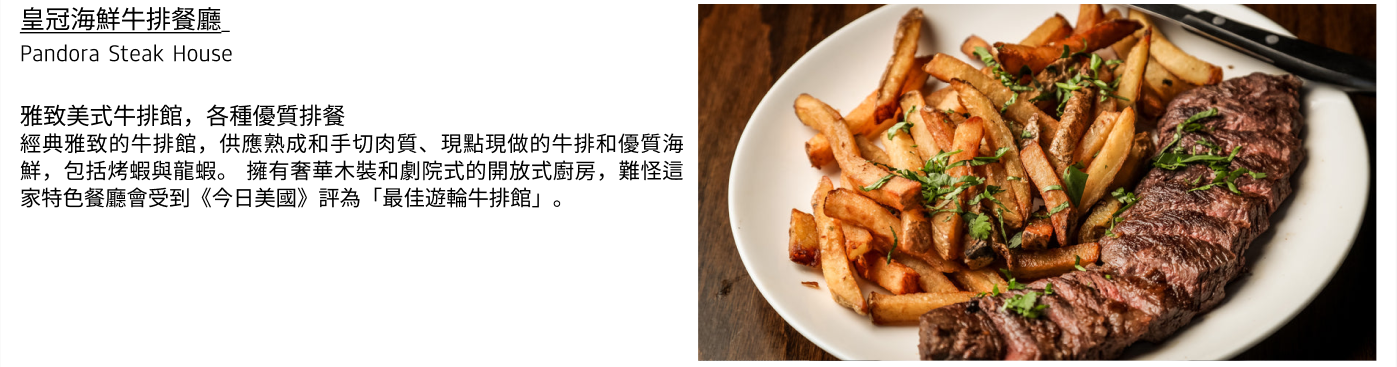 皇冠海鮮牛排餐廳
Pandora Steak House
雅致美式牛排館，各種優質排餐
經典雅致的牛排館，供應熟成和手切肉質、現點現做的牛排和優質海
鮮，包括烤蝦與龍蝦。 擁有奢華木裝和劇院式的開放式廚房，難怪這
家特色餐廳會受到《今日美國》評為「最佳遊輪牛排館」。